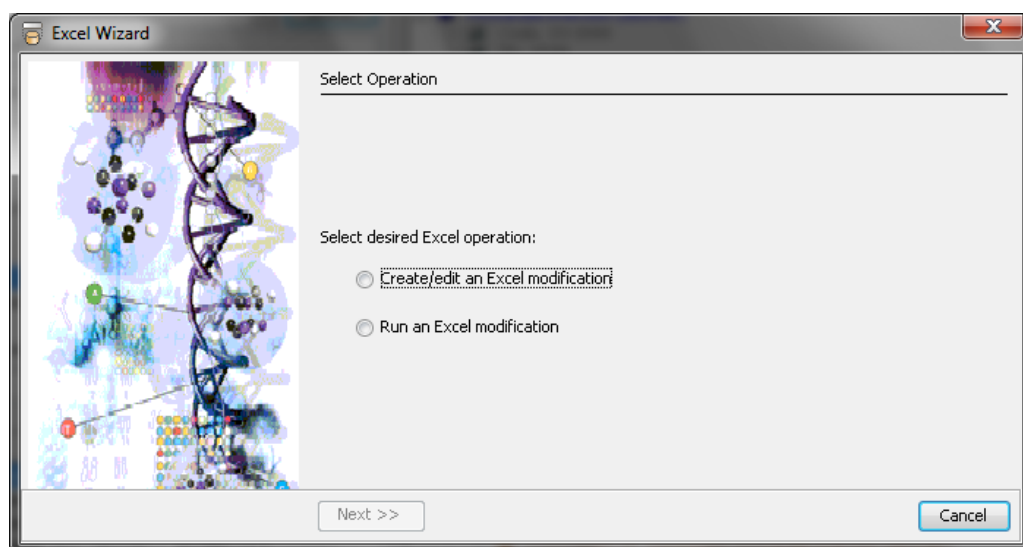 Excel Wizard
Select Operation
Select desired Excel operation:
Create/edit an Excel modification
Run an Excel modification
Next >>
Cancel